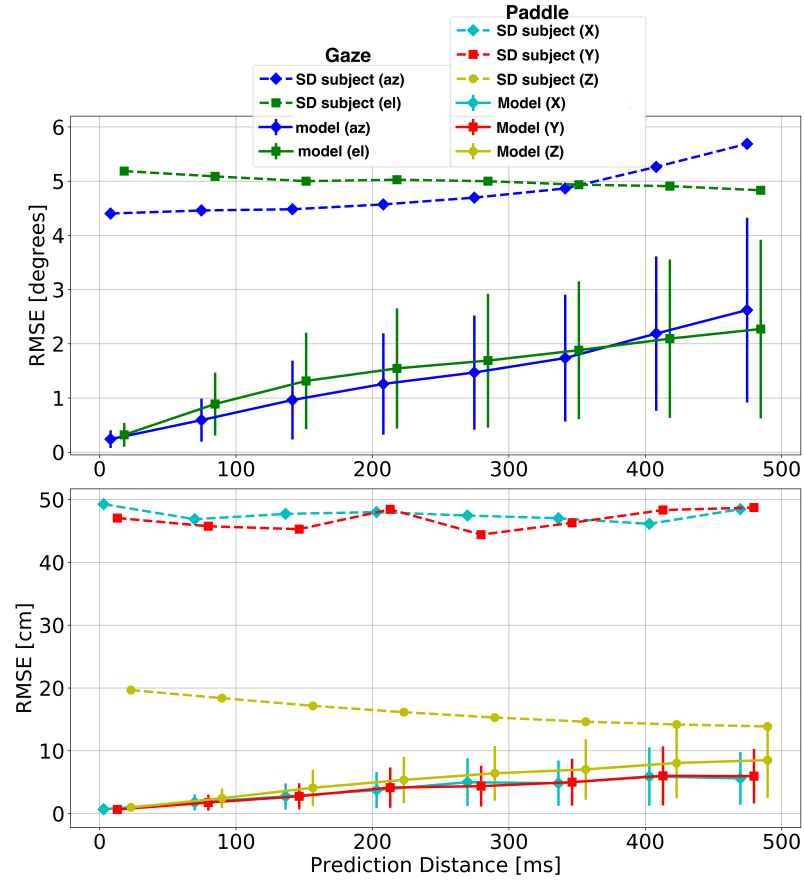 Paddle
SD subject (X)
SD subject (Y)
SD subject (Z)
Model (X)
Model (Y)
Model (Z)
Gaze
SD subject (az)
SD subject (el)
model (az)
model (el)
RMSE [degrees]
6
5
4
3
2
1
0
0 100 200 300 400 500
RMSE [cm]
50
40
30
20
10
0
0 100 200 300 400 500
Prediction Distance [ms]